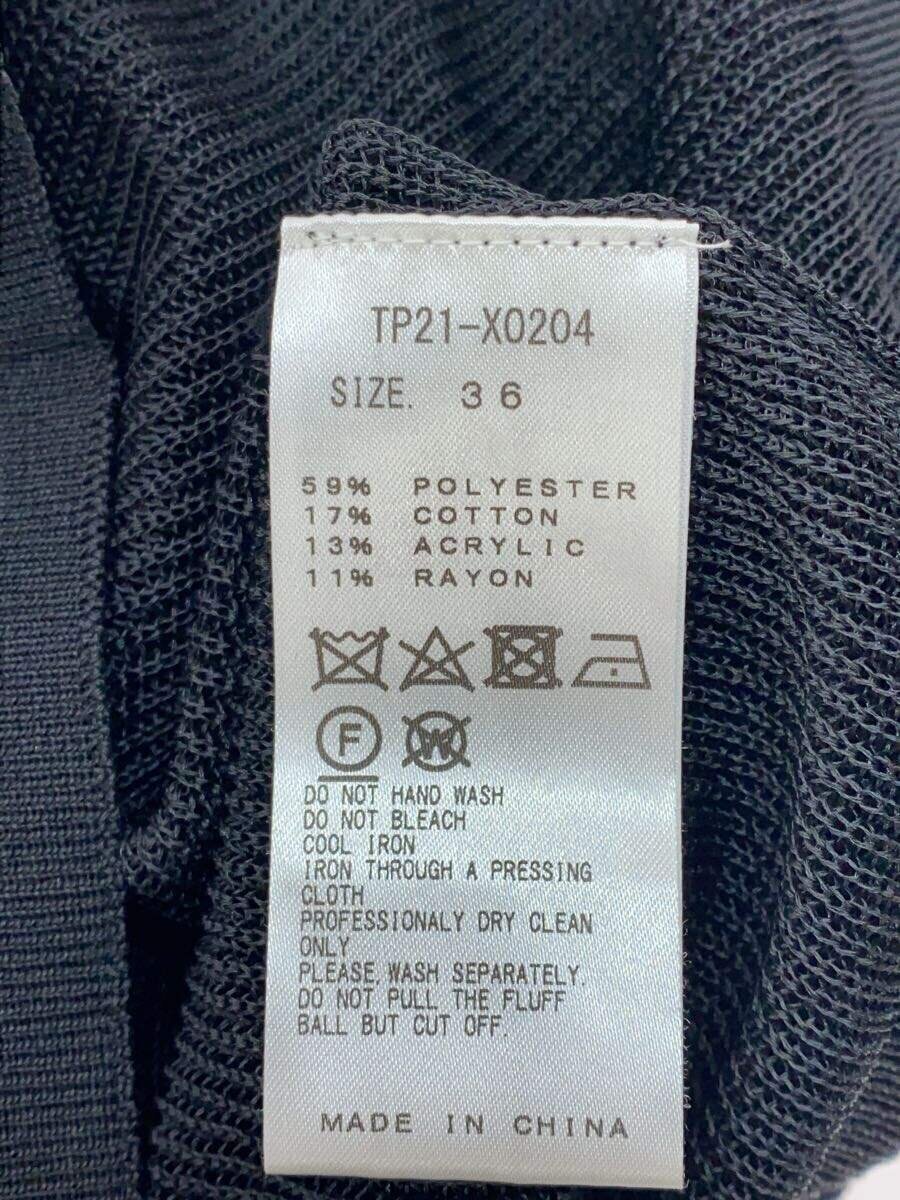 TP21-X0204
SIZE. 36
59% POLYESTER
17% COTTON
13% ACRYLIC
11% RAYON
F W
DO NOT HAND WASH
DO NOT BLEACH
COOL IRON
IRON THROUGH A PRESSING
CLOTH
PROFESSIONALY DRY CLEAN
ONLY
PLEASE.WASH SEPARATELY.
DO NOT PULL THE FLUFF
BALL BUT CUT OFF.
MADE IN CHINA